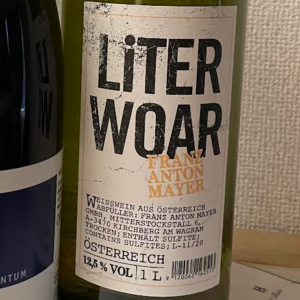 LiTER
WOAR
FRANZ
ANTON
MAYER
WEISSWEIN AUS ÖSTERREICH
ABFÜLLER: FRANZ ANTON MAYER
GMBH, MITTERSTOCKSTALL 6,
A-3470 KIRCHBERG AM WAGRAM
TROCKEN; ENTHÄLT SULFITE;
CONTAINS SULFITES; L-11/20
ÖSTERREICH
12,5 % VOL 1 L
NTUM